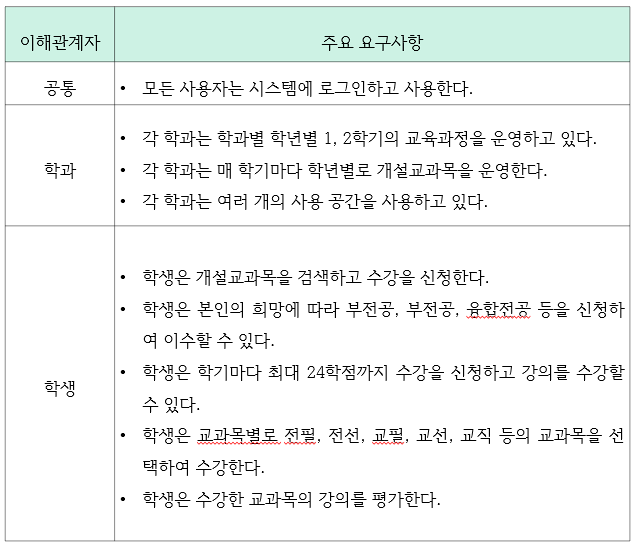 이해관계자 주요 요구사항
공통 • 모든 사용자는 시스템에 로그인하고 사용한다.
• 각 학과는 학과별 학년별 1, 2학기의 교육과정을 운영하고 있다.
학과 • 각 학과는 매 학기마다 학년별로 개설교과목을 운영한다.
• 각 학과는 여러 개의 사용 공간을 사용하고 있다.
• 학생은 개설교과목을 검색하고 수강을 신청한다.
• 학생은 본인의 희망에 따라 부전공, 부전공, 융합전공 등을 신청하
여 이수할 수 있다.
• 학생은 학기마다 최대 24학점까지 수강을 신청하고 강의를 수강할
학생 수 있다.
• 학생은 교과목별로 전필, 전선, 교필, 교선, 교직 등의 교과목을 선
택하여 수강한다.
• 학생은 수강한 교과목의 강의를 평가한다.